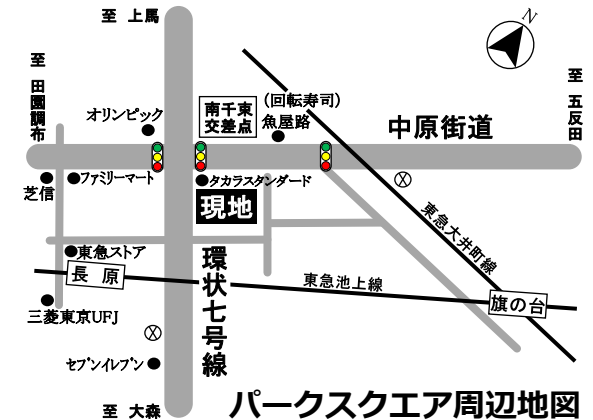 至 上馬
N
至 田園調布
オリンピック
南千束
交差点
(回転寿司)
魚屋路
中原街道
至 五反田
芝信
ファミリーマート
タカラスタンダード
現地
東急ストア
長原
環状七号線
東急大井町線
東急池上線
旗の台
三菱東京UFJ
セブンイレブン
至 大森
パークスクエア周辺地図